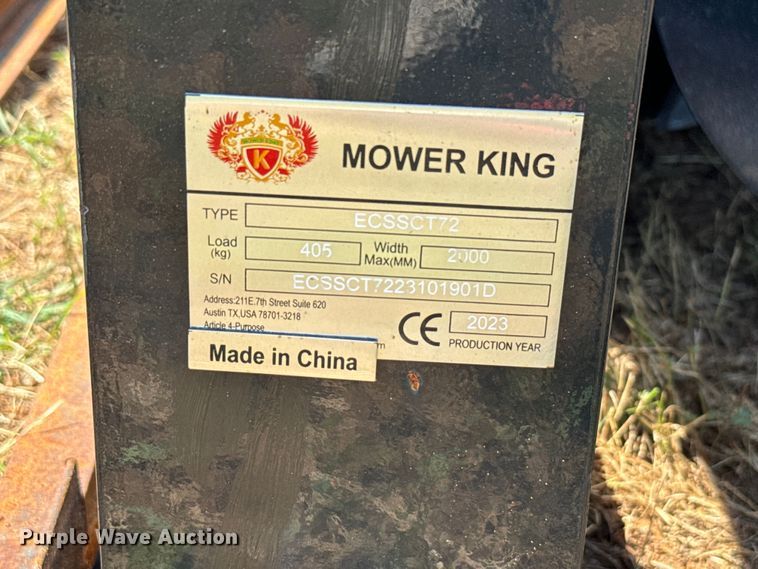 K
MOWER KING
TYPE ECSSCT72
Load (kg) 405 Width Max(MM) 2000
S/N ECSSCT7223101901D
Address:211E.7th Street Suite 620
Austin TX,USA 78701-3218
Article 4-Purpose
CE 2023
PRODUCTION YEAR
Made in China
Purple Wave Auction